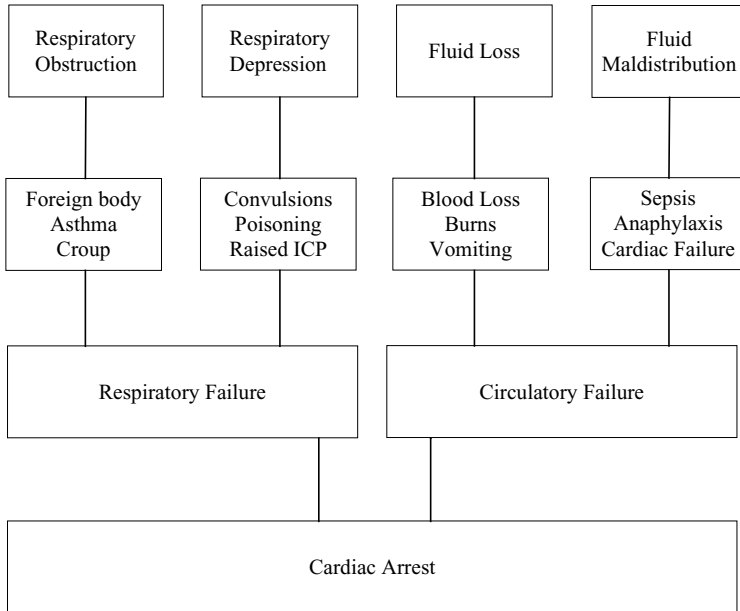 Respiratory
Obstruction
Respiratory
Depression
Fluid Loss
Fluid
Maldistribution
Foreign body
Asthma
Croup
Convulsions
Poisoning
Raised ICP
Blood Loss
Burns
Vomiting
Sepsis
Anaphylaxis
Cardiac Failure
Respiratory Failure
Circulatory Failure
Cardiac Arrest